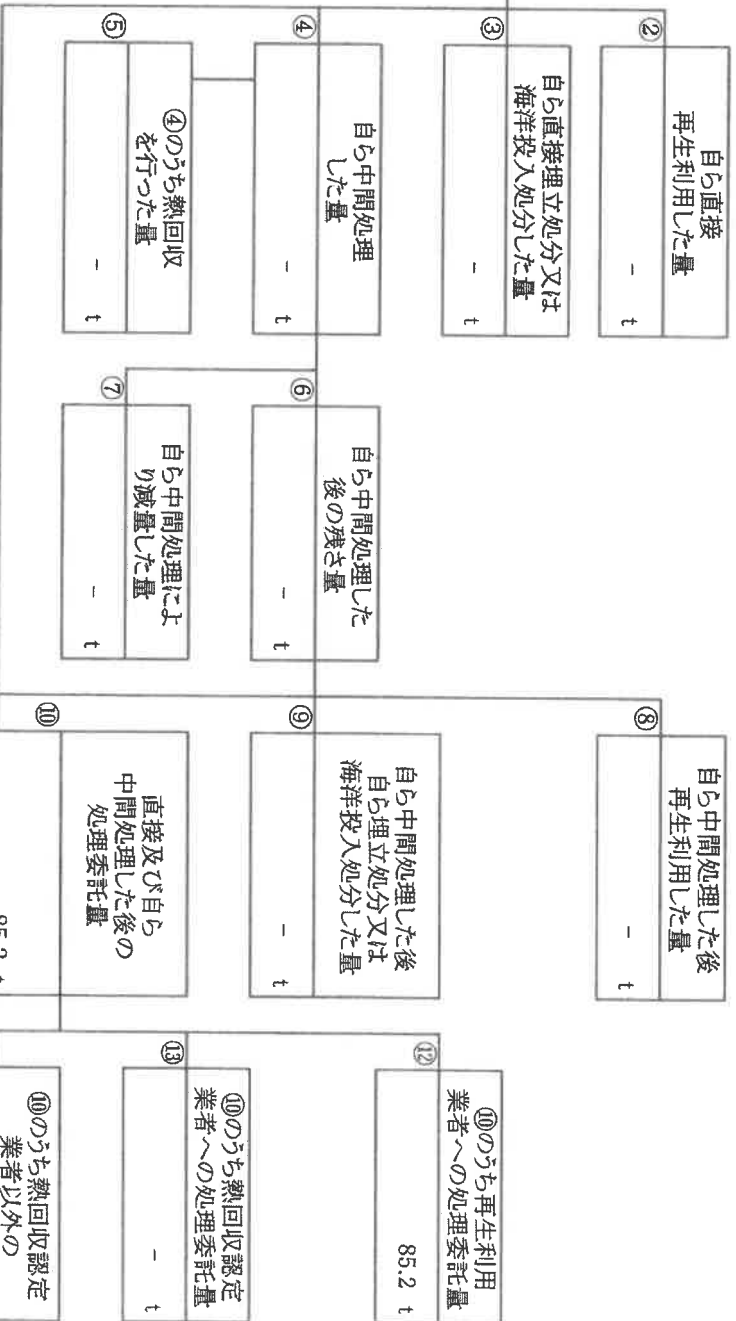 ②
自ら直接
再生利用した量
－ t
③
自ら直接埋立処分又は
海洋投入処分した量
－ t
④
自ら中間処理
した量
－ t
⑤
④のうち熱回収
を行った量
－ t
⑥
自ら中間処理した
後の残さ量
－ t
⑦
自ら中間処理によ
り減量した量
－ t
⑧
自ら中間処理した後
再生利用した量
－ t
⑨
自ら中間処理した後
自ら埋立処分又は
海洋投入処分した量
－ t
⑩
直接及び自ら
中間処理した後の
処理委託量
⑫
⑩のうち再生利用
業者への処理委託量
85.2 t
⑬
⑩のうち熱回収認定
業者への処理委託量
－ t
⑩のうち熱回収認定
業者以外の